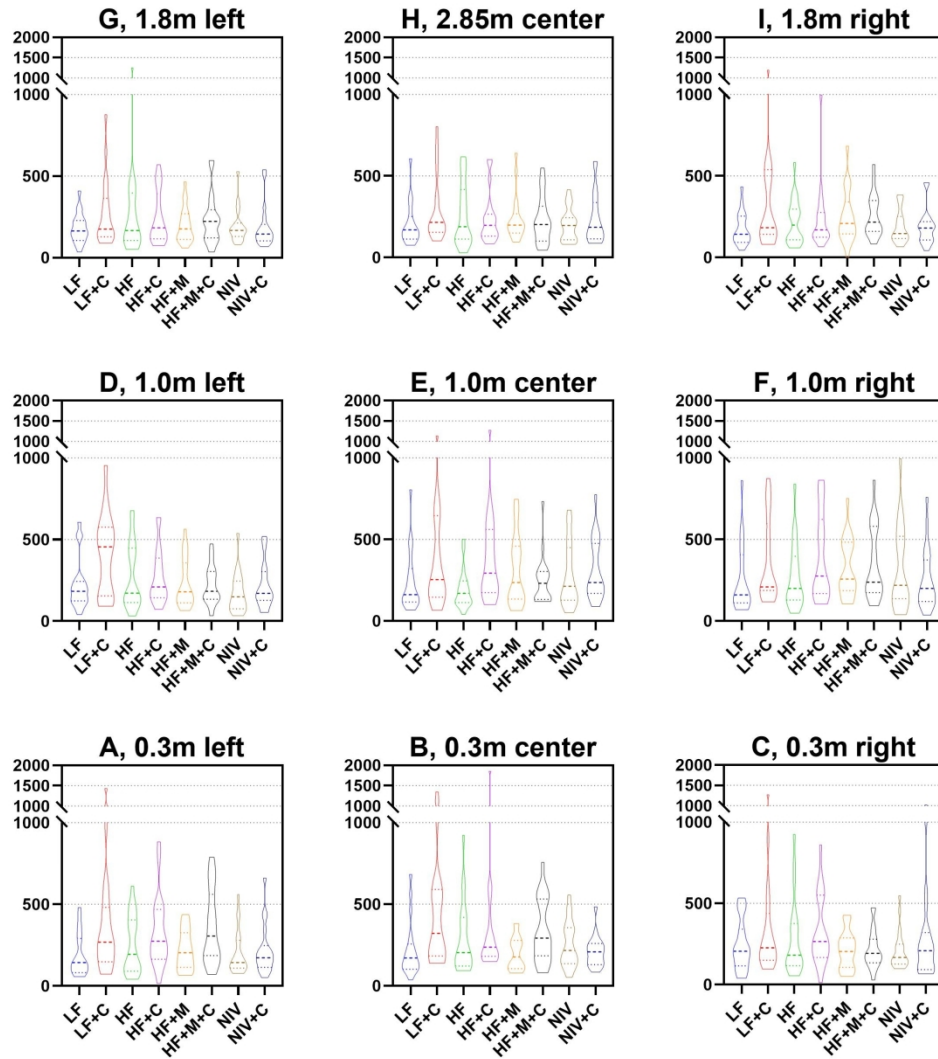 G, 1.8m left
2000
1500
1000
1000
500
0
LF
LF+C
HF
HF+C
HF+M
HF+M+C
NIV
NIV+C
H, 2.85m center
2000
1500
1000
1000
500
0
LF
LF+C
HF
HF+C
HF+M
HF+M+C
NIV
NIV+C
I, 1.8m right
2000
1500
1000
1000
500
0
LF
LF+C
HF
HF+C
HF+M
HF+M+C
NIV
NIV+C
D, 1.0m left
2000
1500
1000
1000
500
0
LF
LF+C
HF
HF+C
HF+M
HF+M+C
NIV
NIV+C
E, 1.0m center
2000
1500
1000
1000
500
0
LF
LF+C
HF
HF+C
HF+M
HF+M+C
NIV
NIV+C
F, 1.0m right
2000
1500
1000
1000
500
0
LF
LF+C
HF
HF+C
HF+M
HF+M+C
NIV
NIV+C
A, 0.3m left
2000
1500
1000
1000
500
0
LF
LF+C
HF
HF+C
HF+M
HF+M+C
NIV
NIV+C
B, 0.3m center
2000
1500
1000
1000
500
0
LF
LF+C
HF
HF+C
HF+M
HF+M+C
NIV
NIV+C
C, 0.3m right
2000
1500
1000
1000
500
0
LF
LF+C
HF
HF+C
HF+M
HF+M+C
NIV
NIV+C